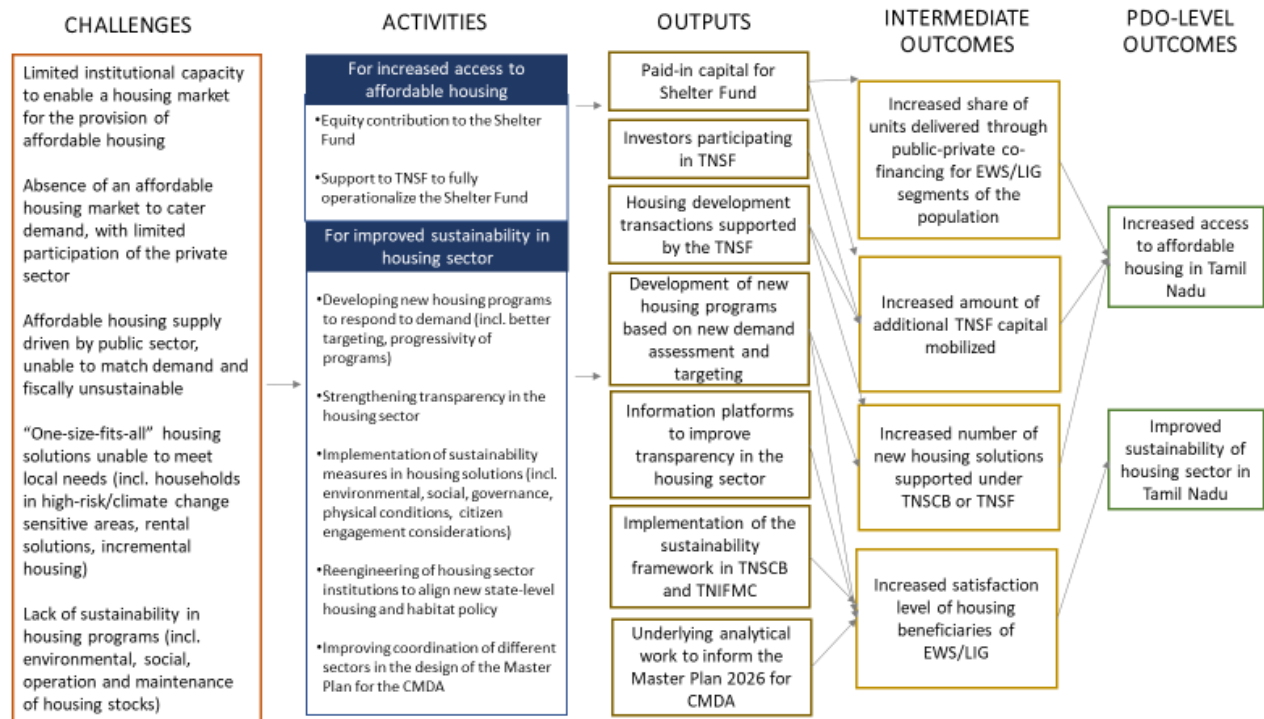 CHALLENGES
Limited institutional capacity
to enable a housing market
for the provision of
affordable housing
Absence of an affordable
housing market to cater
demand, with limited
participation of the private
sector
Affordable housing supply
driven by public sector,
unable to match demand and
fiscally unsustainable
“One-size-fits-all” housing
solutions unable to meet
local needs (incl. households
in high-risk/climate change
sensitive areas, rental
solutions, incremental
housing)
Lack of sustainability in
housing programs (incl.
environmental, social,
operation and maintenance
of housing stocks)
ACTIVITIES
For increased access to
affordable housing
•Equity contribution to the Shelter
Fund
•Support to TNSF to fully
operationalize the Shelter Fund
For improved sustainability in
housing sector
•Developing new housing programs
to respond to demand (incl. better
targeting, progressivity of
programs)
•Strengthening transparency in the
housing sector
•Implementation of sustainability
measures in housing solutions (incl.
environmental, social, governance,
physical conditions, citizen
engagement considerations)
•Reengineering of housing sector
institutions to align new state-level
housing and habitat policy
•Improving coordination of different
sectors in the design of the Master
Plan for the CMDA
OUTPUTS
Paid-in capital for
Shelter Fund
Investors participating
in TNSF
Housing development
transactions supported
by the TNSF
Development of new
housing programs
based on new demand
assessment and
targeting
Information platforms
to improve
transparency in the
housing sector
Implementation of the
sustainability
framework in TNSCB
and TNIFMC
Underlying analytical
work to inform the
Master Plan 2026 for
CMDA
INTERMEDIATE
OUTCOMES
Increased share of
units delivered through
public-private co-
financing for EWS/LIG
segments of the
population
Increased amount of
additional TNSF capital
mobilized
Increased number of
new housing solutions
supported under
TNSCB or TNSF
Increased satisfaction
level of housing
beneficiaries of
EWS/LIG
PDO-LEVEL
OUTCOMES
Increased access
to affordable
housing in Tamil
Nadu
Improved
sustainability of
housing sector in
Tamil Nadu